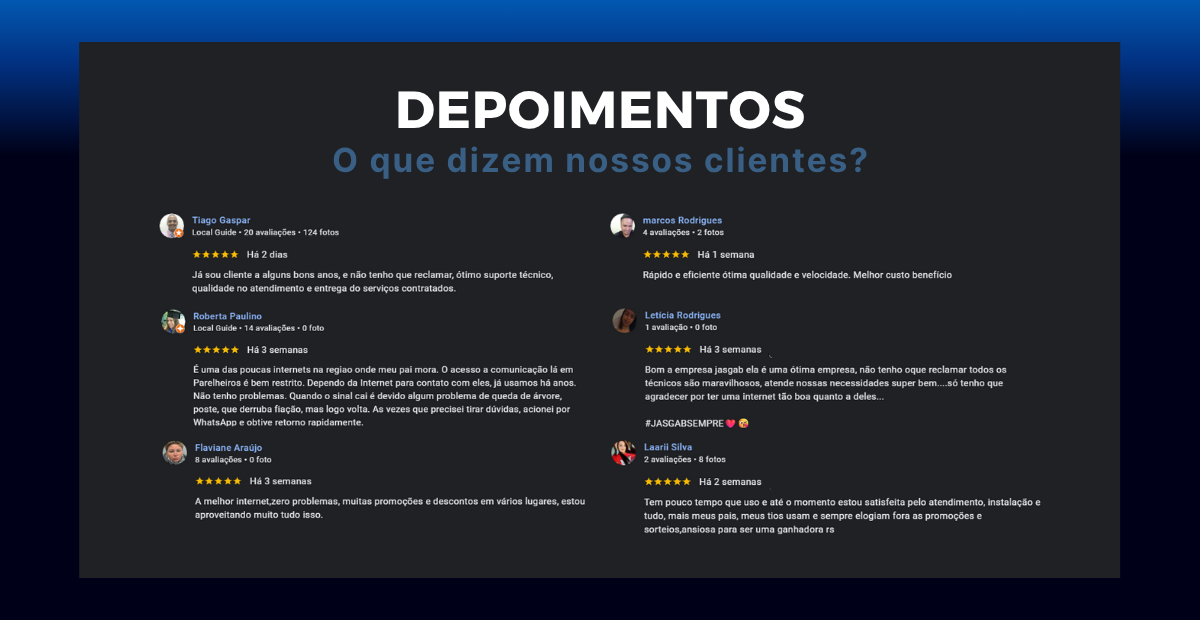 DEPOIMENTOS
O que dizem nossos clientes?
Tiago Gaspar
Local Guide • 20 avaliações • 124 fotos
Há 2 dias
Já sou cliente a alguns bons anos, e não tenho que reclamar, ótimo suporte técnico,
qualidade no atendimento e entrega do serviços contratados.
Roberta Paulino
Local Guide • 14 avaliações • 0 foto
Há 3 semanas
É uma das poucas internets na regiao onde meu pai mora. O acesso a comunicação lá em
Parelheiros é bem restrito. Dependo da Internet para contato com eles, já usamos há anos.
Não tenho problemas. Quando o sinal cai é devido algum problema de queda de árvore,
poste, que derruba fiação, mas logo volta. As vezes que precisei tirar dúvidas, acionei por
WhatsApp e obtive retorno rapidamente.
Flaviane Araújo
8 avaliações • 0 foto
Há 3 semanas
A melhor internet,zero problemas, muitas promoções e descontos em vários lugares, estou
aproveitando muito tudo isso.
marcos Rodrigues
4 avaliações • 2 fotos
Há 1 semana
Rápido e eficiente ótima qualidade e velocidade. Melhor custo benefício
Letícia Rodrigues
1 avaliação • 0 foto
Há 3 semanas
Bom a empresa jasgab ela é uma ótima empresa, não tenho oque reclamar todos os
técnicos são maravilhosos, atende nossas necessidades super bem....só tenho que
agradecer por ter uma internet tão boa quanto a deles...
#JASGABSEMPRE❤️🥵
Laarii Silva
2 avaliações • 8 fotos
Há 2 semanas
Tem pouco tempo que uso e até o momento estou satisfeita pelo atendimento, instalação e
tudo, mais meus pais, meus tios usam e sempre elogiam fora as promoções e
sorteios,ansiosa para ser uma ganhadora rs